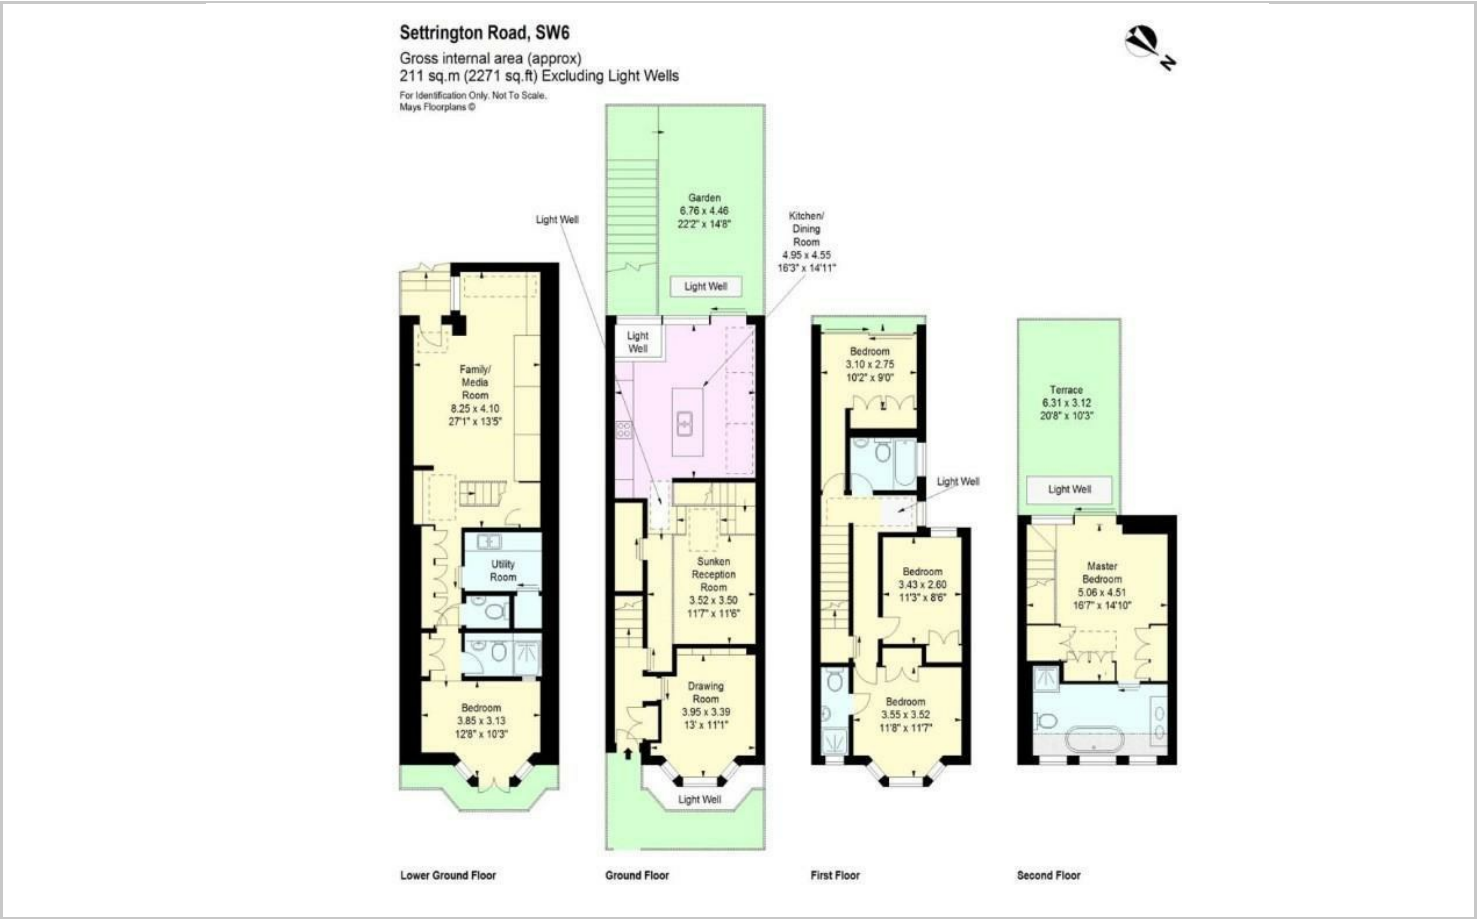 Settrington Road, SW6
Gross internal area (approx)
211 sq.m (2271 sq.ft) Excluding Light Wells
For Identification Only. Not To Scale.
Mays Floorplans ©
N
Family/
Media
Room
8.25 x 4.10
27'1" x 13'5"
Utility
Room
Bedroom
3.85 x 3.13
12'8" x 10'3"
Lower Ground Floor
Light Well
Garden
6.76 x 4.46
22'2" x 14'8"
Light Well
Kitchen/
Dining
Room
4.95 x 4.55
16'3" x 14'11"
Light
Well
Sunken
Reception
Room
3.52 x 3.50
11'7" x 11'6"
Drawing
Room
3.95 x 3.39
13' x 11'1"
Light Well
Ground Floor
Bedroom
3.10 x 2.75
10'2" x 9'0"
Light Well
Bedroom
3.43 x 2.60
11'3" x 8'6"
Bedroom
3.55 x 3.52
11'8" x 11'7"
First Floor
Terrace
6.31 x 3.12
20'8" x 10'3"
Light Well
Master
Bedroom
5.06 x 4.51
16'7" x 14'10"
Second Floor